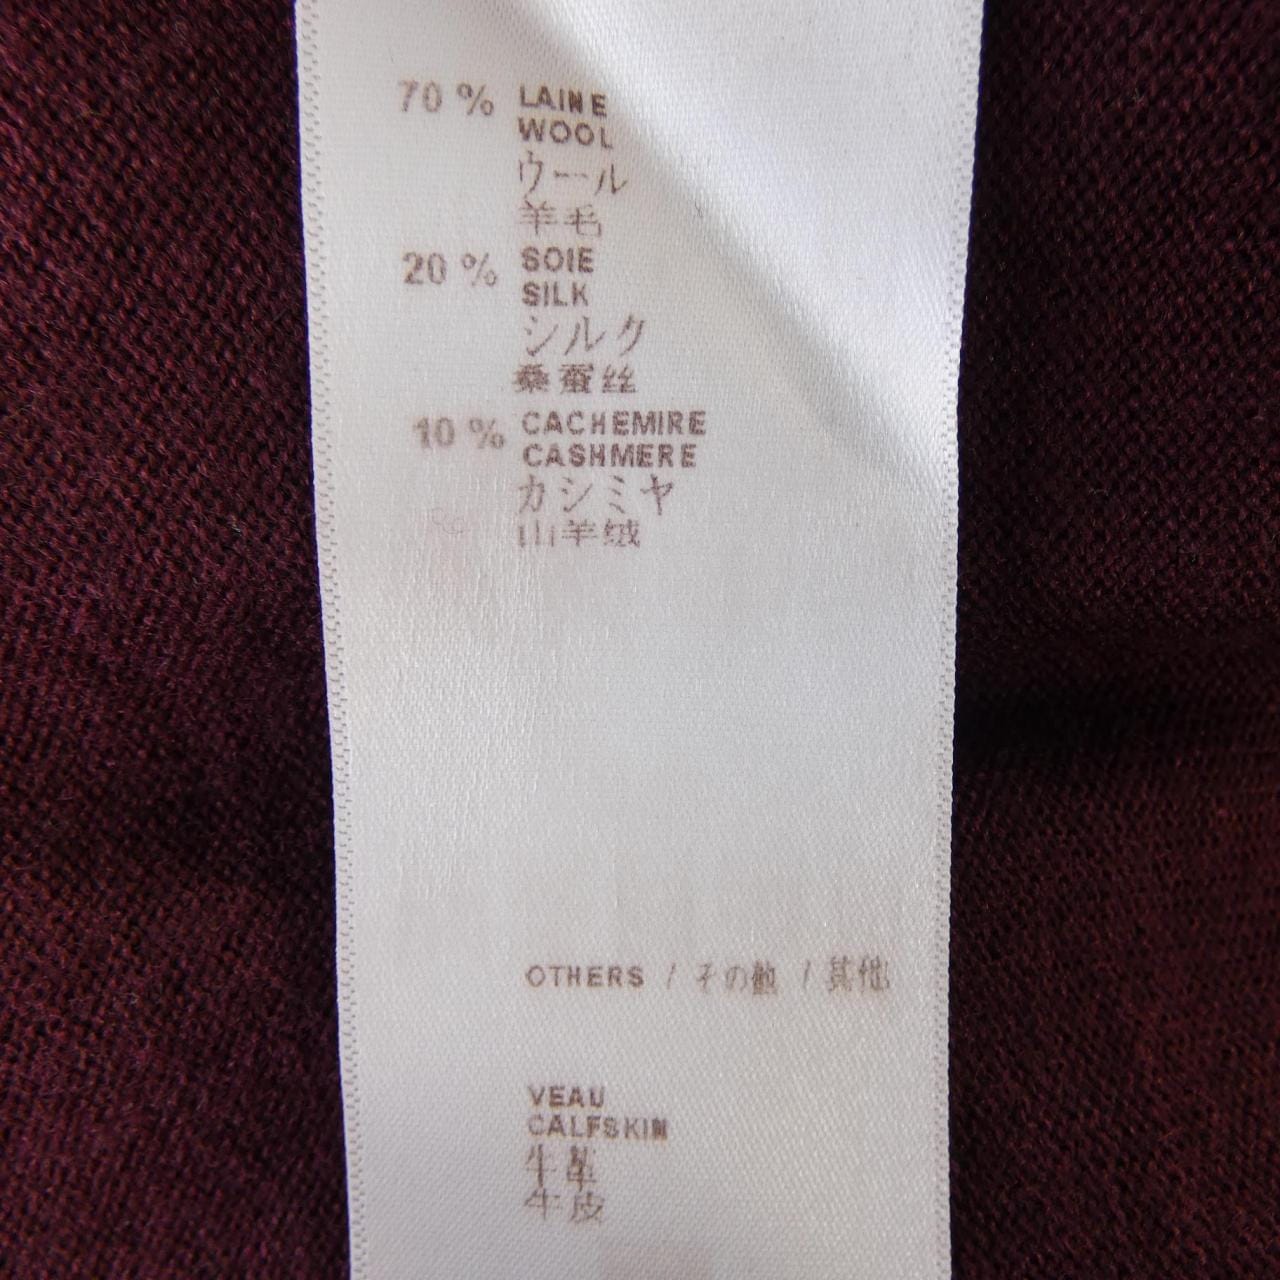 70 % LAINE
WOOL
ウール
羊毛
20 % SOIE
SILK
シルク
桑蚕丝
10 % CACHEMIRE
CASHMERE
カシミヤ
山羊绒
OTHERS / その他 / 其他
VEAU
CALFSKIN
牛革
牛皮